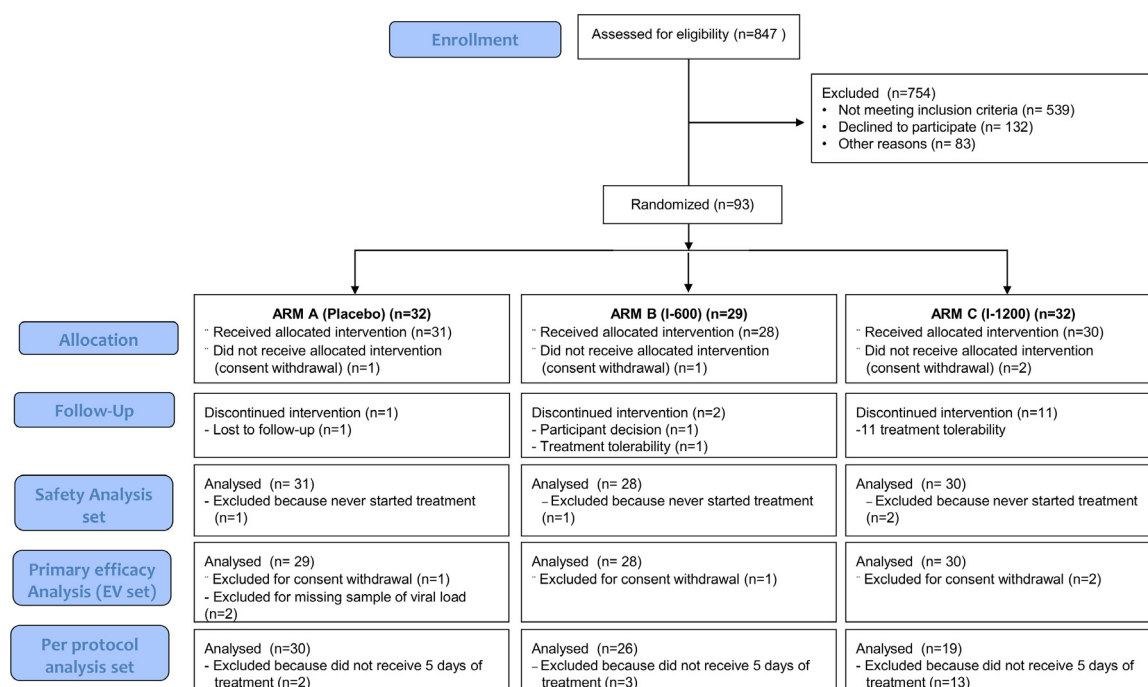 Enrollment
Assessed for eligibility (n=847 )
Excluded (n=754)
• Not meeting inclusion criteria (n= 539)
• Declined to participate (n= 132)
• Other reasons (n= 83)
Randomized (n=93)
Allocation
ARM A (Placebo) (n=32)
¨ Received allocated intervention (n=31)
¨ Did not receive allocated intervention
(consent withdrawal) (n=1)
ARM B (I-600) (n=29)
¨ Received allocated intervention (n=28)
¨ Did not receive allocated intervention
(consent withdrawal) (n=1)
ARM C (I-1200) (n=32)
¨ Received allocated intervention (n=30)
¨ Did not receive allocated intervention
(consent withdrawal) (n=2)
Follow-Up
Discontinued intervention (n=1)
- Lost to follow-up (n=1)
Discontinued intervention (n=2)
- Participant decision (n=1)
- Treatment tolerability (n=1)
Discontinued intervention (n=11)
-11 treatment tolerability
Safety Analysis
set
Analysed (n= 31)
- Excluded because never started treatment
(n=1)
Analysed (n= 28)
– Excluded because never started treatment
(n=1)
Analysed (n= 30)
– Excluded because never started treatment
(n=2)
Primary efficacy
Analysis (EV set)
Analysed (n= 29)
¨ Excluded for consent withdrawal (n=1)
- Excluded for missing sample of viral load
(n=2)
Analysed (n= 28)
¨ Excluded for consent withdrawal (n=1)
Analysed (n= 30)
¨ Excluded for consent withdrawal (n=2)
Per protocol
analysis set
Analysed (n=30)
- Excluded because did not receive 5 days of
treatment (n=2)
Analysed (n=26)
– Excluded because did not receive 5 days of
treatment (n=3)
Analysed (n=19)
- Excluded because did not receive 5 days of
treatment (n=13)